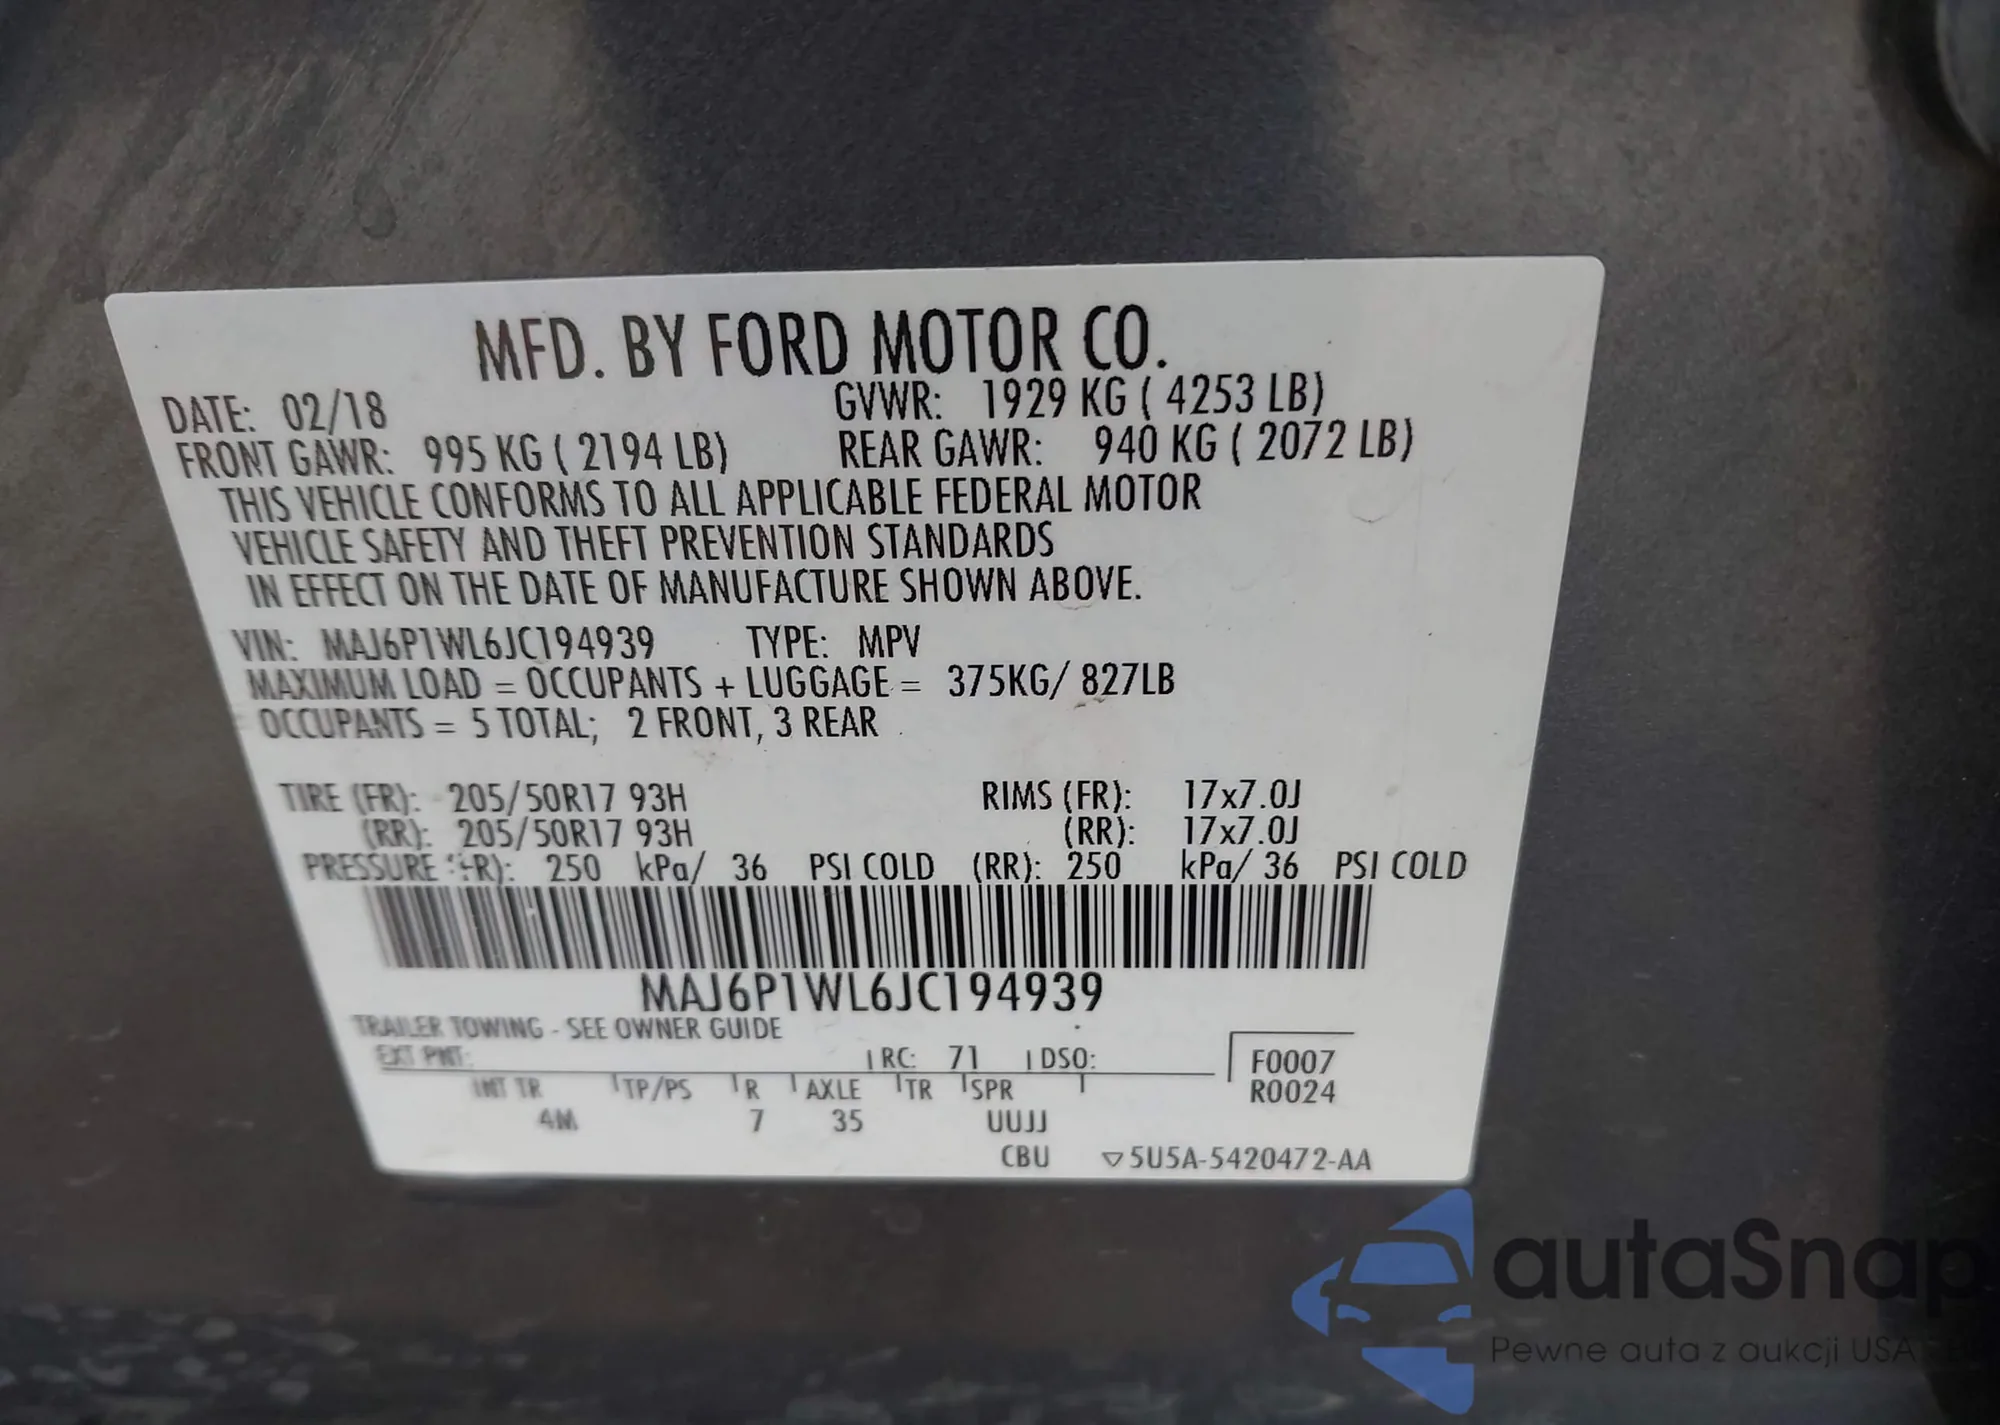 MFD. BY FORD MOTOR CO.
DATE: 02/18 GVWR: 1929 KG ( 4253 LB)
FRONT GAWR: 995 KG ( 2194 LB) REAR GAWR: 940 KG ( 2072 LB)
THIS VEHICLE CONFORMS TO ALL APPLICABLE FEDERAL MOTOR
VEHICLE SAFETY AND THEFT PREVENTION STANDARDS
IN EFFECT ON THE DATE OF MANUFACTURE SHOWN ABOVE.
VIN: MAJ6P1WL6JC194939 TYPE: MPV
MAXIMUM LOAD = OCCUPANTS + LUGGAGE = 375KG/ 827LB
OCCUPANTS = 5 TOTAL; 2 FRONT, 3 REAR
TIRE (FR): 205/50R17 93H RIMS (FR): 17x7.0J
(RR): 205/50R17 93H (RR): 17x7.0J
PRESSURE (FR): 250 kPa/ 36 PSI COLD (RR): 250 kPa/ 36 PSI COLD
MAJ6P1WL6JC194939
TRAILER TOWING - SEE OWNER GUIDE
EXT PNT: RC: 71 DSO: F0007
INT TR TP/PS R AXLE TR SPR R0024
4M 7 35 UUJJ
CBU ▽5U5A-5420472-AA
autaSnap
Pewne auta z aukcji USA